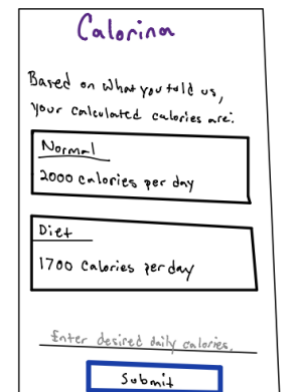 Calorina
Based on what you told us,
your calculated calories are:
Normal
2000 calories per day
Diet
1700 calories per day
Enter desired daily calories.
Submit